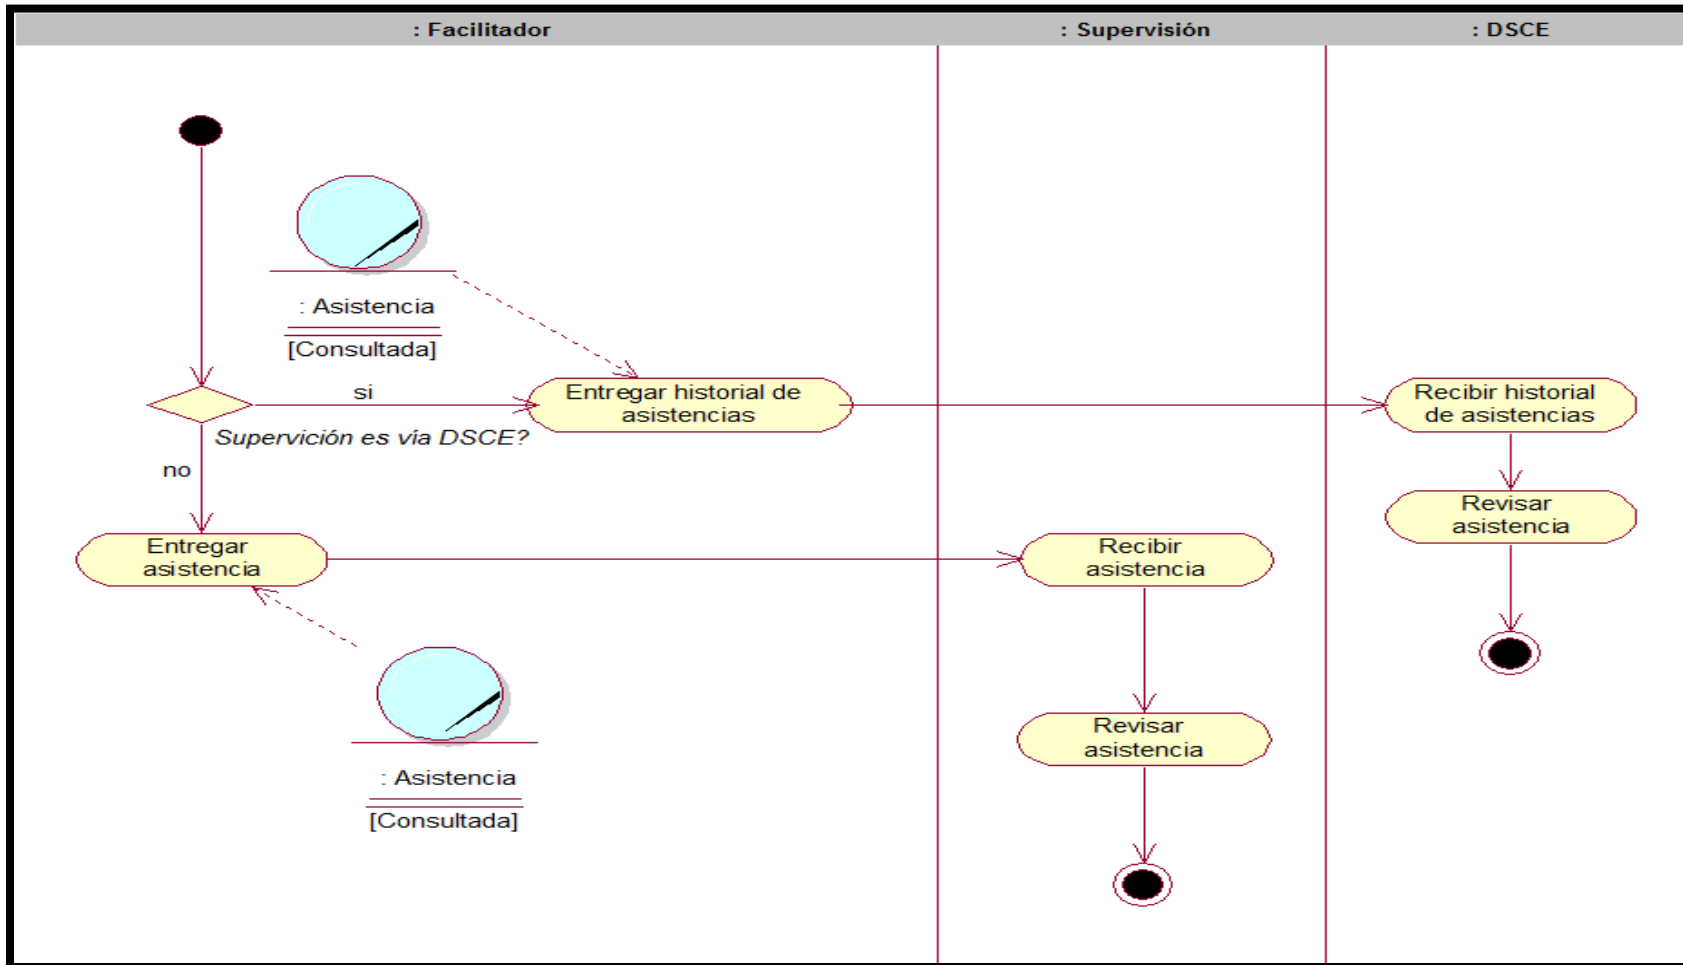 : Facilitador
: Supervisión
: DSCE
: Asistencia
[Consultada]
si
Entregar historial de
asistencias
Recibir historial
de asistencias
Supervición es vía DSCE?
no
Revisar
asistencia
Entregar
asistencia
Recibir
asistencia
Revisar
asistencia
: Asistencia
[Consultada]